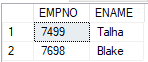 EMPNO ENAME
1 7499 Talha
2 7698 Blake